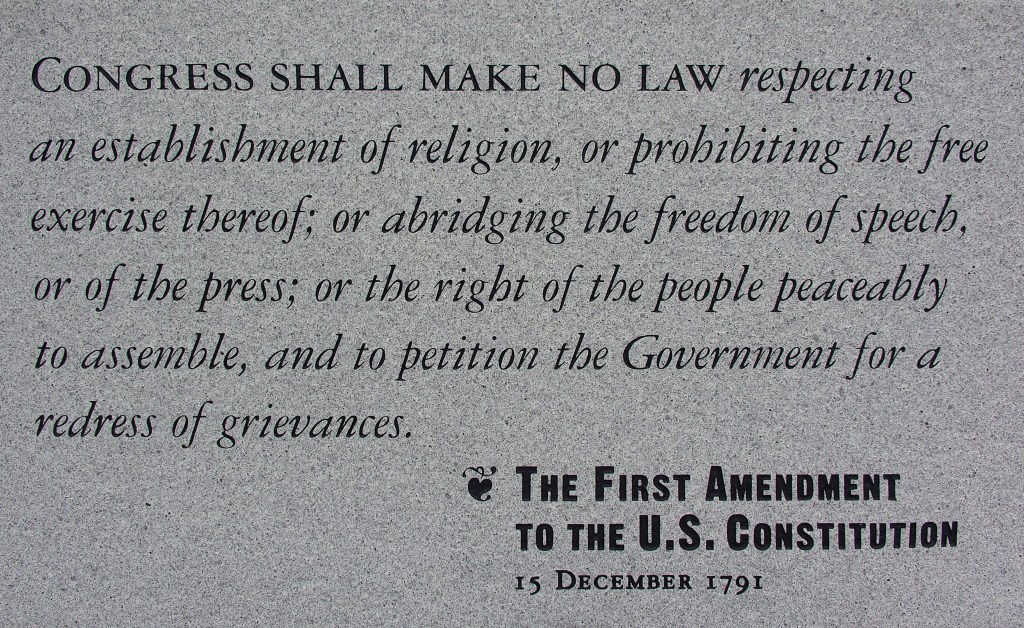 CONGRESS SHALL MAKE NO LAW respecting
an establishment of religion, or prohibiting the free
exercise thereof; or abridging the freedom of speech,
or of the press; or the right of the people peaceably
to assemble, and to petition the Government for a
redress of grievances.
❦ THE FIRST AMENDMENT
TO THE U.S. CONSTITUTION
15 DECEMBER 1791